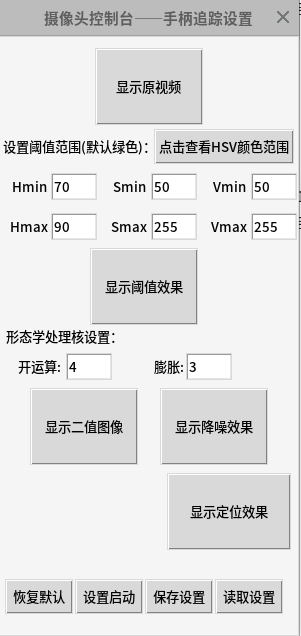 摄像头控制台——手柄追踪设置
显示原视频
设置阈值范围(默认绿色)： 点击查看HSV颜色范围
Hmin 70 Smin 50 Vmin 50
Hmax 90 Smax 255 Vmax 255
显示阈值效果
形态学处理核设置：
开运算: 4 膨胀: 3
显示二值图像 显示降噪效果
显示定位效果
恢复默认 设置启动 保存设置 读取设置